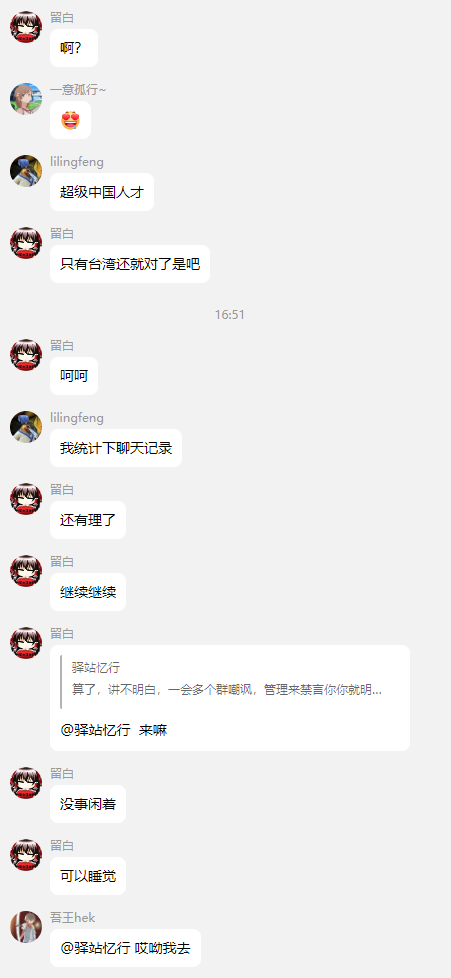 留白
啊？
一意孤行~
lilingfeng
超级中国人才
留白
只有台湾还就对了是吧
16:51
留白
呵呵
lilingfeng
我统计下聊天记录
留白
还有理了
留白
继续继续
留白
驿站忆行
算了，讲不明白，一会多个群嘲讽，管理来禁言你你就明...
@驿站忆行 来嘛
留白
没事闲着
留白
可以睡觉
吾王hek
@驿站忆行 哎呦我去